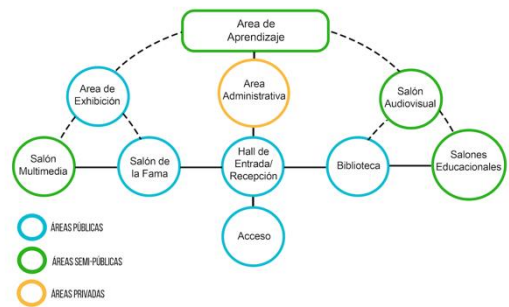 Area de
Aprendizaje
Area de
Exhibición
Area
Administrativa
Salón
Audiovisual
Salón
Multimedia
Salón de
la Fama
Hall de
Entrada/
Recepción
Biblioteca
Salones
Educacionales
Acceso
ÁREAS PÚBLICAS
ÁREAS SEMI-PÚBLICAS
ÁREAS PRIVADAS